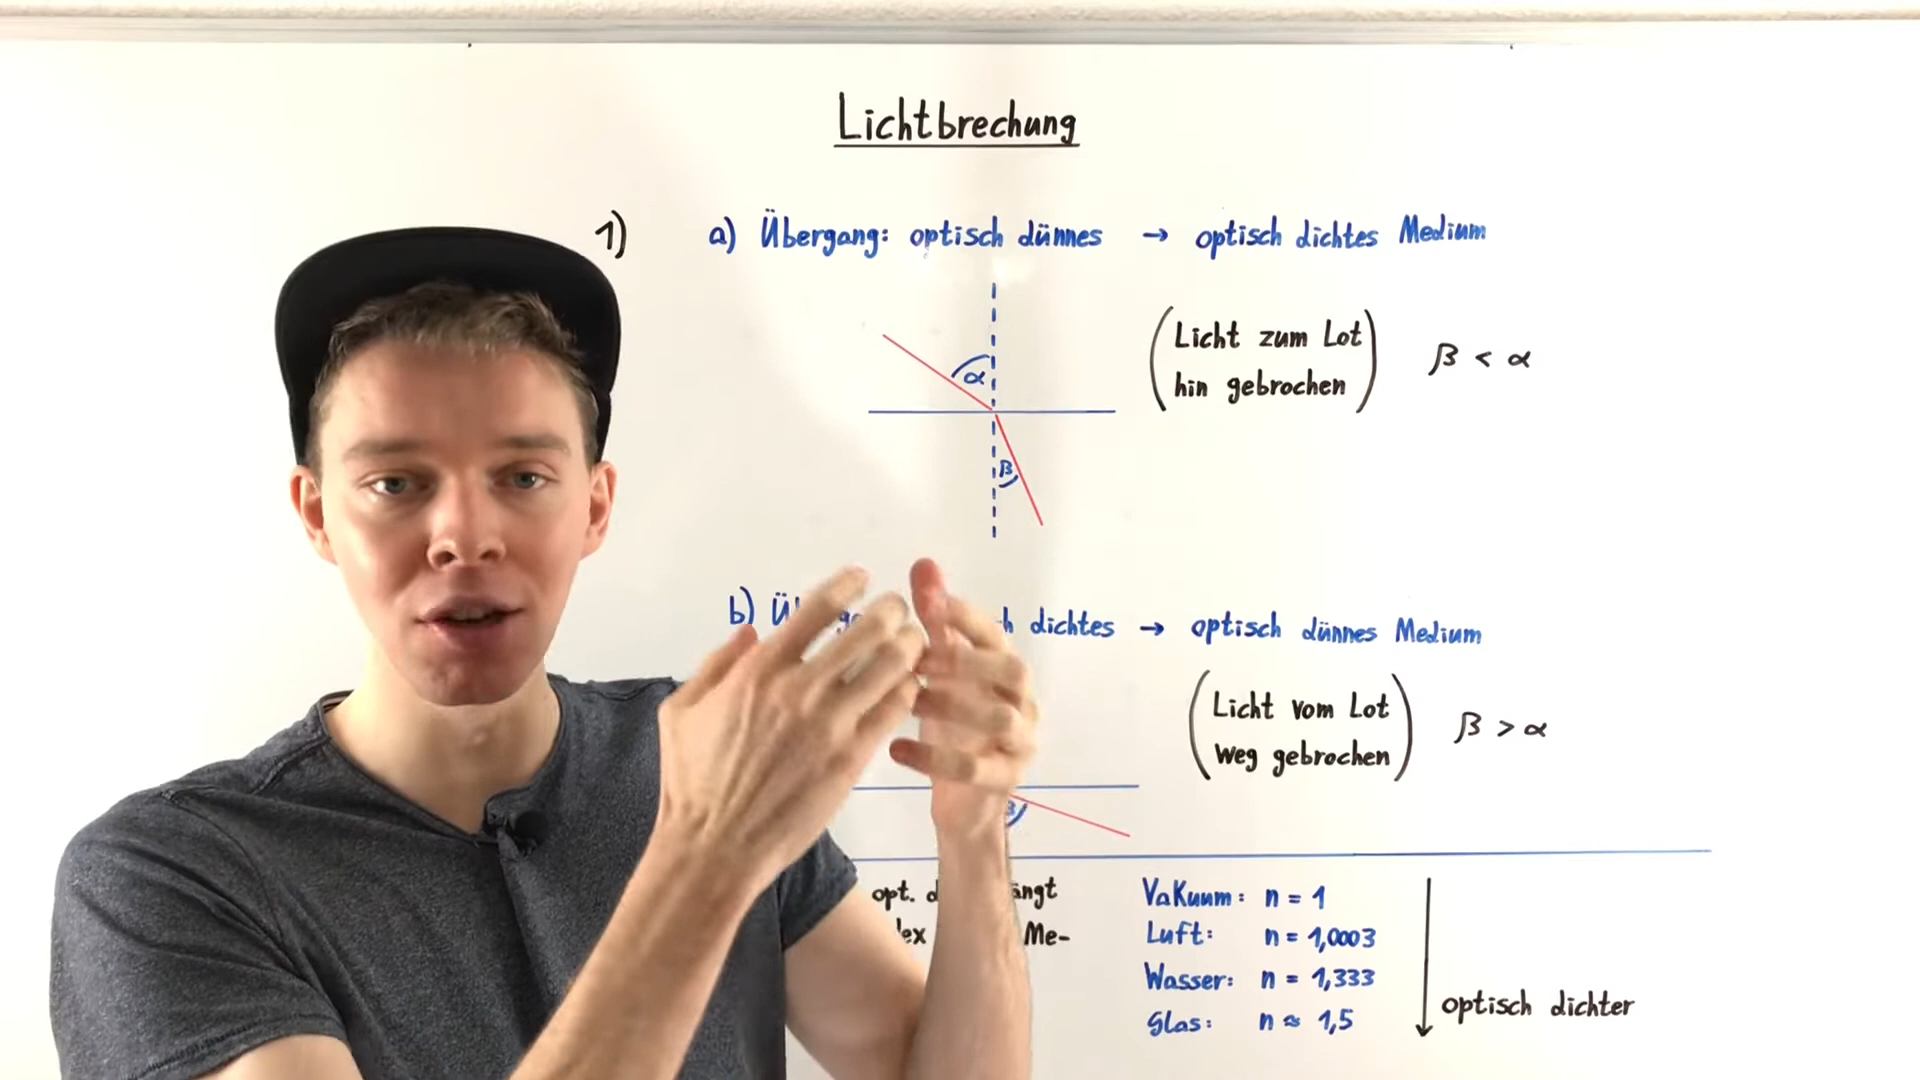 Lichtbrechung
1) a) Übergang: optisch dünnes → optisch dichtes Medium
α
(Licht zum Lot hin gebrochen) β < α
β
b) dichtes → optisch dünnes Medium
(Licht vom Lot weg gebrochen) β > α
opt. Vakuum: n = 1
Luft: n = 1,0003
Me-
Wasser: n = 1,333
optisch dichter
Glas: n ≈ 1,5